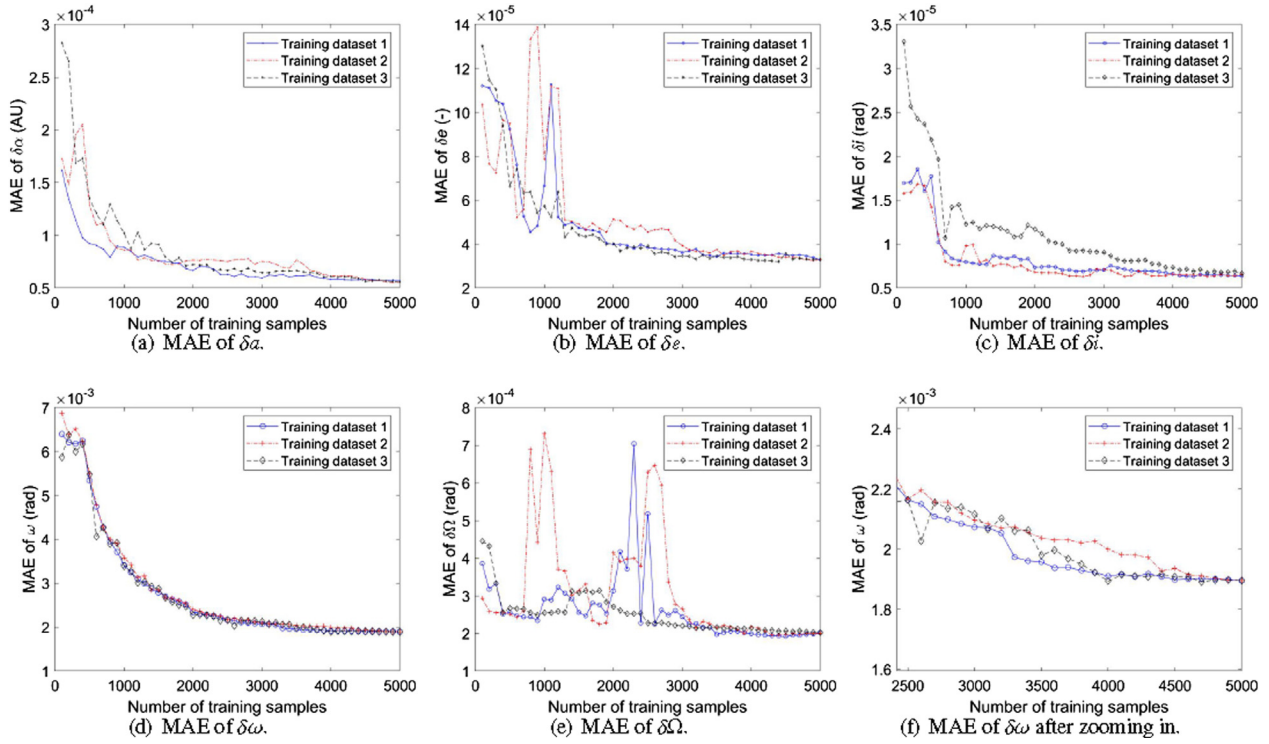 ×10⁻⁴
3
2.5
2
1.5
1
0.5
MAE of δα (AU)
Training dataset 1
Training dataset 2
Training dataset 3
0 1000 2000 3000 4000 5000
Number of training samples
(a) MAE of δa.
×10⁻⁵
14
12
10
8
6
4
2
MAE of δe (-)
Training dataset 1
Training dataset 2
Training dataset 3
0 1000 2000 3000 4000 5000
Number of training samples
(b) MAE of δe.
×10⁻⁵
3.5
3
2.5
2
1.5
1
0.5
MAE of δi (rad)
Training dataset 1
Training dataset 2
Training dataset 3
0 1000 2000 3000 4000 5000
Number of training samples
(c) MAE of δi.
×10⁻³
7
6
5
4
3
2
1
MAE of ω (rad)
Training dataset 1
Training dataset 2
Training dataset 3
0 1000 2000 3000 4000 5000
Number of training samples
(d) MAE of δω.
×10⁻⁴
8
7
6
5
4
3
2
1
MAE of δΩ (rad)
Training dataset 1
Training dataset 2
Training dataset 3
0 1000 2000 3000 4000 5000
Number of training samples
(e) MAE of δΩ.
×10⁻³
2.4
2.2
2
1.8
1.6
MAE of ω (rad)
Training dataset 1
Training dataset 2
Training dataset 3
2500 3000 3500 4000 4500 5000
Number of training samples
(f) MAE of δω after zooming in.